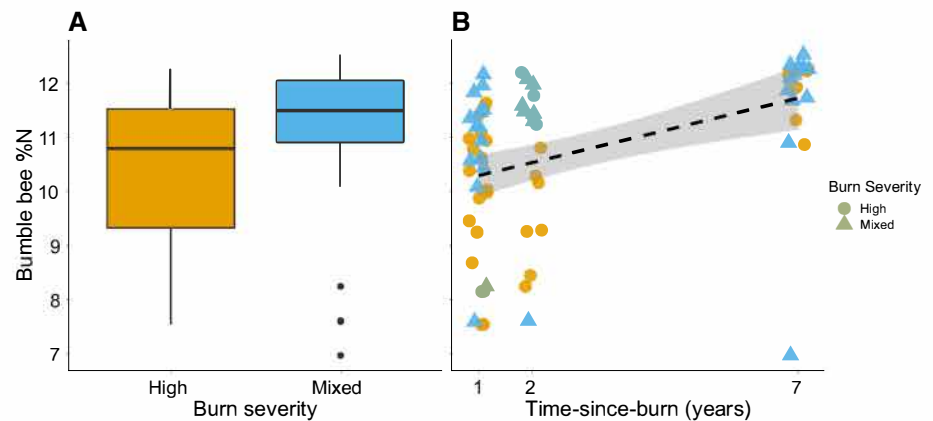 A
B
Bumble bee %N
12
11
10
9
8
7
High
Mixed
Burn severity
1
2
7
Time-since-burn (years)
Burn Severity
High
Mixed